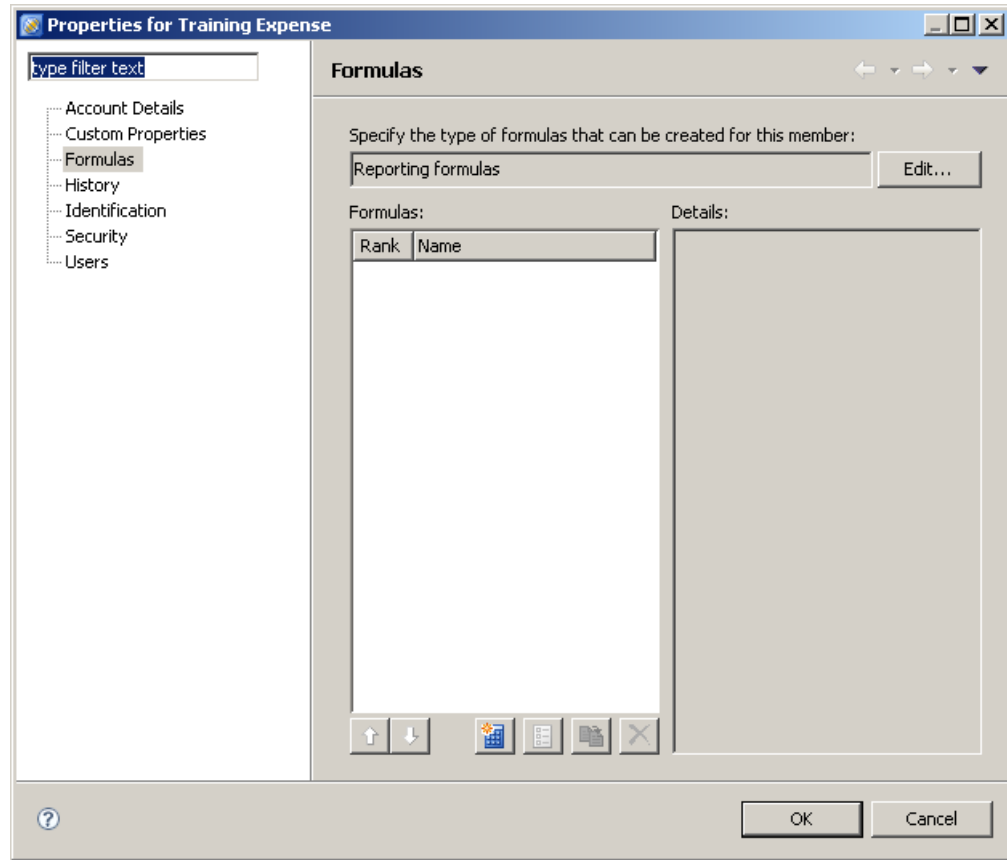 Properties for Training Expense
type filter text
Account Details
Custom Properties
Formulas
History
Identification
Security
Users
Formulas
Specify the type of formulas that can be created for this member:
Reporting formulas
Edit...
Formulas:
Details:
Rank Name
OK
Cancel